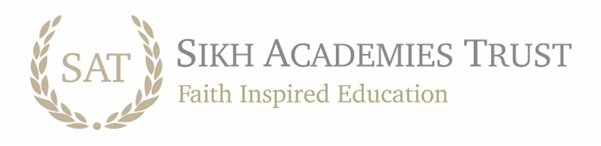 SAT
SIKH ACADEMIES TRUST
Faith Inspired Education